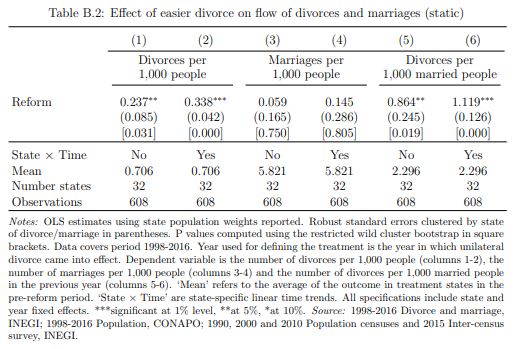 Table B.2: Effect of easier divorce on flow of divorces and marriages (static)
(1) (2) (3) (4) (5) (6)
Divorces per Marriages per Divorces per
1,000 people 1,000 people 1,000 married people
Reform 0.237** 0.338*** 0.059 0.145 0.864** 1.119***
(0.085) (0.042) (0.165) (0.286) (0.245) (0.126)
[0.031] [0.000] [0.750] [0.805] [0.019] [0.000]
State × Time No Yes No Yes No Yes
Mean 0.706 0.706 5.821 5.821 2.296 2.296
Number states 32 32 32 32 32 32
Observations 608 608 608 608 608 608
Notes: OLS estimates using state population weights reported. Robust standard errors clustered by state
of divorce/marriage in parentheses. P values computed using the restricted wild cluster bootstrap in square
brackets. Data covers period 1998-2016. Year used for defining the treatment is the year in which unilateral
divorce came into effect. Dependent variable is the number of divorces per 1,000 people (columns 1-2), the
number of marriages per 1,000 people (columns 3-4) and the number of divorces per 1,000 married people
in the previous year (columns 5-6). ‘Mean’ refers to the average of the outcome in treatment states in the
pre-reform period. ‘State × Time’ are state-specific linear time trends. All specifications include state and
year fixed effects. ***significant at 1% level, **at 5%, *at 10%. Source: 1998-2016 Divorce and marriage,
INEGI; 1998-2016 Population, CONAPO; 1990, 2000 and 2010 Population censuses and 2015 Inter-census
survey, INEGI.